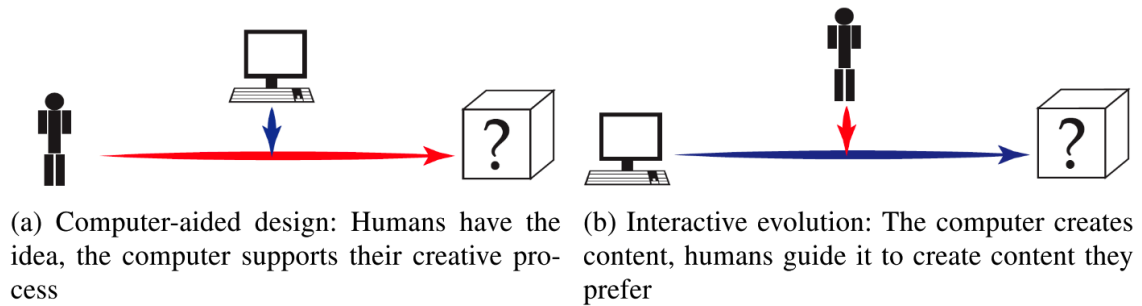 ?
?
(a) Computer-aided design: Humans have the
idea, the computer supports their creative pro-
cess
(b) Interactive evolution: The computer creates
content, humans guide it to create content they
prefer